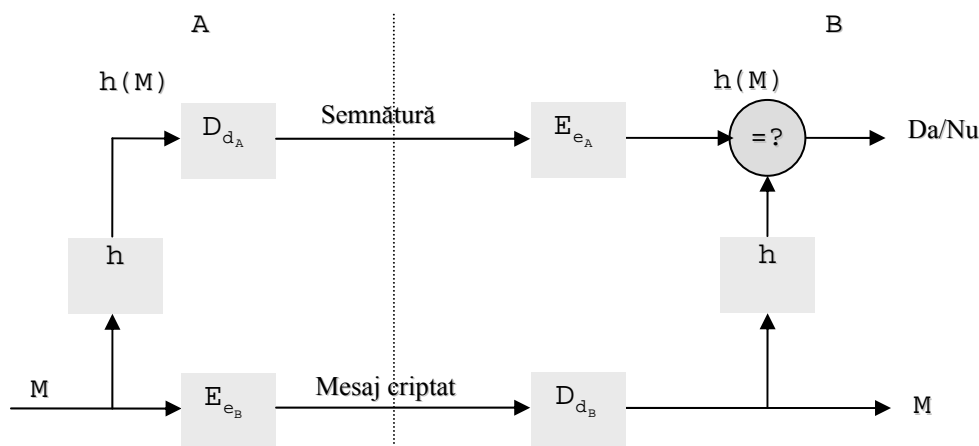 A
B
h(M)
h(M)
D_{d_A}
Semnătură
E_{e_A}
=?
Da/Nu
h
h
M
E_{e_B}
Mesaj criptat
D_{d_B}
M